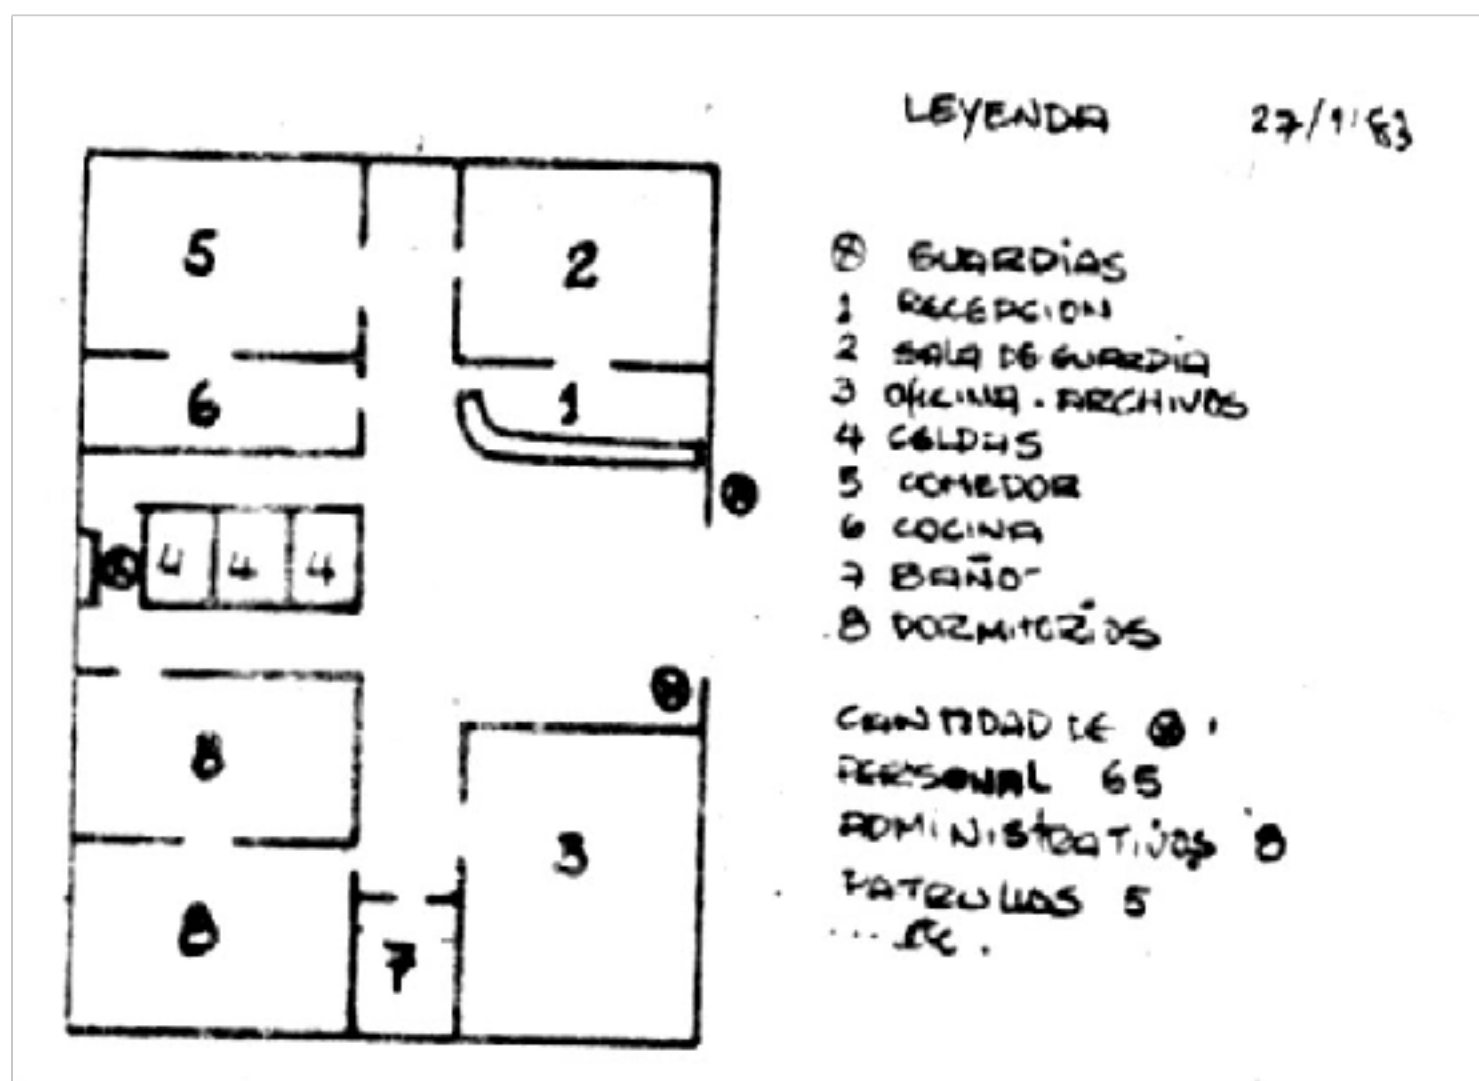 LEYENDA 27/1/83
5
2
6
1
4 4 4
8
3
8
7
⊗ GUARDiAS
1 RECEPCION
2 SALA DE GUARDIA
3 OFICINA . ARCHIVOS
4 CELDAS
5 COMEDOR
6 COCINA
7 BAÑO
8 DORMITORIOS
CANTIDAD DE ⊗
PERSONAL 65
ADMINISTRATIVOS 8
PATRULLAS 5